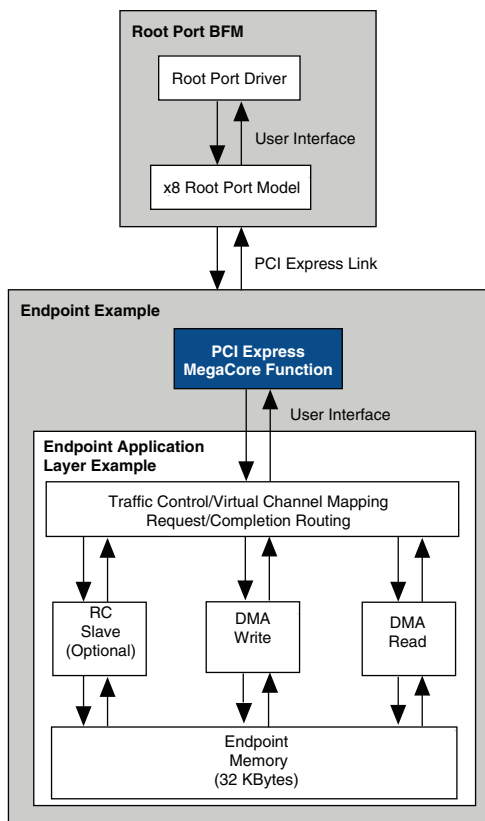 Root Port BFM
Root Port Driver
User Interface
x8 Root Port Model
PCI Express Link
Endpoint Example
PCI Express
MegaCore Function
User Interface
Endpoint Application
Layer Example
Traffic Control/Virtual Channel Mapping
Request/Completion Routing
RC
Slave
(Optional)
DMA
Write
DMA
Read
Endpoint
Memory
(32 KBytes)